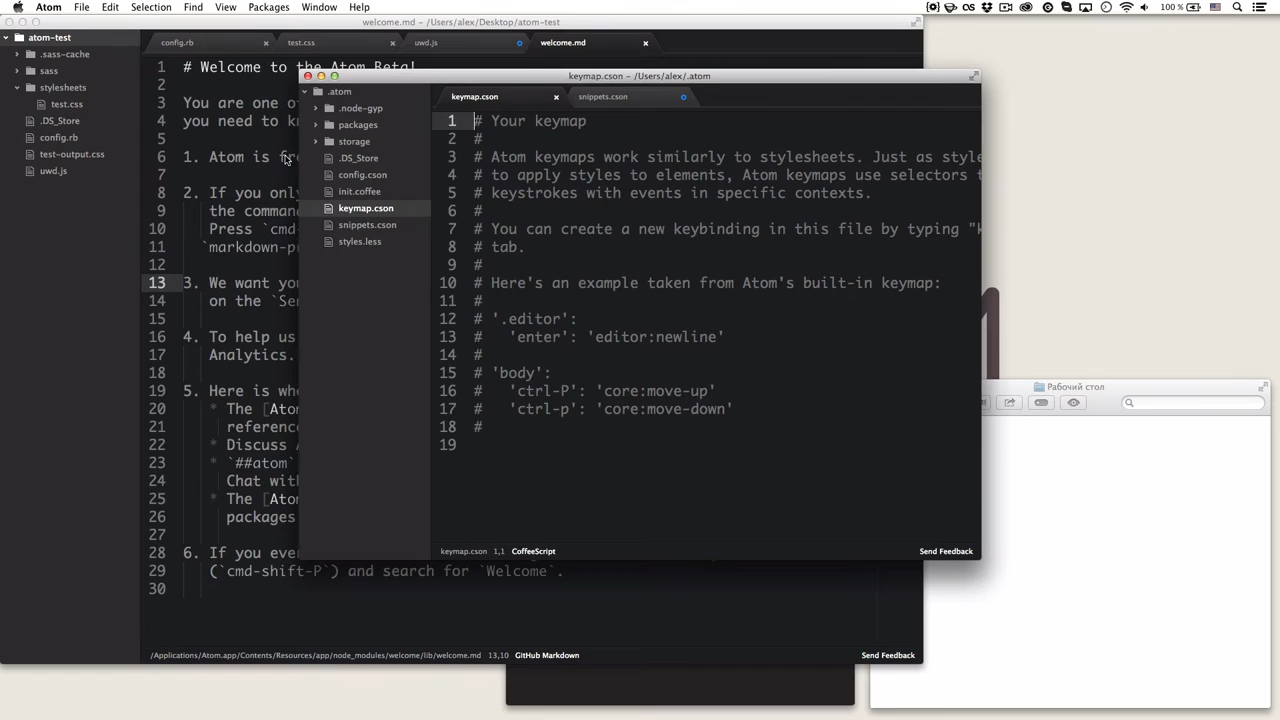 Atom File Edit Selection Find View Packages Window Help
100 %
welcome.md – /Users/alex/Desktop/atom-test
atom-test
.sass-cache
sass
stylesheets
test.css
.DS_Store
config.rb
test-output.css
uwd.js
config.rb
test.css
uwd.js
welcome.md
1 # Welcome to the Atom Beta!
2
3 You are one o
4 you need to k
5
6 1. Atom is fr
7
8 2. If you onl
9 the comman
10 Press `cmd-
11 `markdown-p
12
13 3. We want yo
14 on the `Se
15
16 4. To help us
17 Analytics.
18
19 5. Here is whe
20 * The [Ato
21 reference
22 * Discuss
23 * `##atom`
24 Chat with
25 * The [Ato
26 packages
27
28 6. If you eve
29 (`cmd-shift-P`) and search for `Welcome`.
30
/Applications/Atom.app/Contents/Resources/app/node_modules/welcome/lib/welcome.md 13,10 GitHub Markdown
Send Feedback
keymap.cson – /Users/alex/.atom
.atom
.node-gyp
packages
storage
.DS_Store
config.cson
init.coffee
keymap.cson
snippets.cson
styles.less
keymap.cson
snippets.cson
1 # Your keymap
2 #
3 # Atom keymaps work similarly to stylesheets. Just as style
4 # to apply styles to elements, Atom keymaps use selectors t
5 # keystrokes with events in specific contexts.
6 #
7 # You can create a new keybinding in this file by typing "k
8 # tab.
9 #
10 # Here's an example taken from Atom's built-in keymap:
11 #
12 # '.editor':
13 #   'enter': 'editor:newline'
14 #
15 # 'body':
16 #   'ctrl-P': 'core:move-up'
17 #   'ctrl-p': 'core:move-down'
18 #
19
keymap.cson 1,1 CoffeeScript
Send Feedback
Рабочий стол